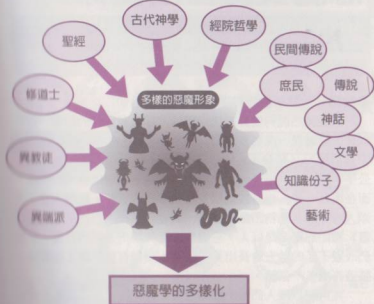 古代神學
經院哲學
聖經
民間傳說
修道士
多樣的惡魔形象
庶民
傳說
神話
異教徒
文學
知識份子
異端派
藝術
惡魔學的多樣化